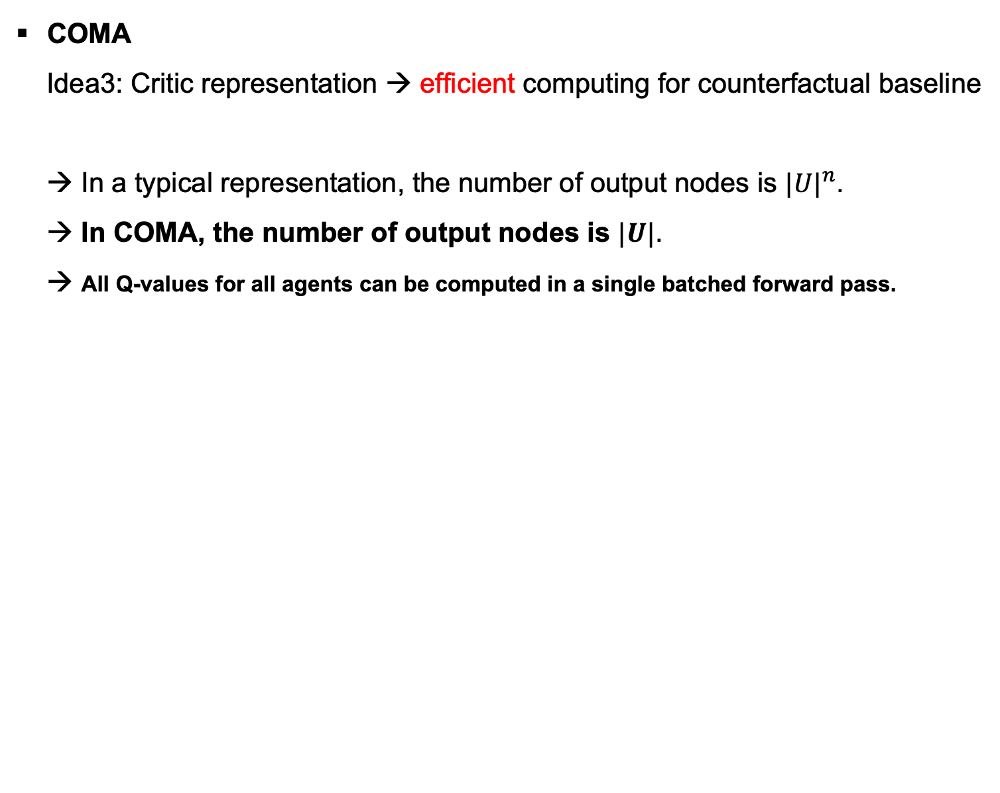 ▪ COMA
Idea3: Critic representation → efficient computing for counterfactual baseline
→ In a typical representation, the number of output nodes is |U|ⁿ.
→ In COMA, the number of output nodes is |U|.
→ All Q-values for all agents can be computed in a single batched forward pass.